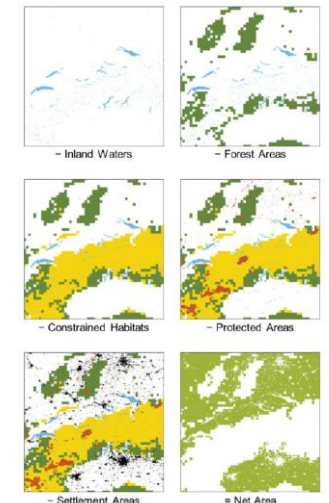 – Inland Waters
– Forest Areas
– Constrained Habitats
– Protected Areas
– Settlement Areas
= Net Area